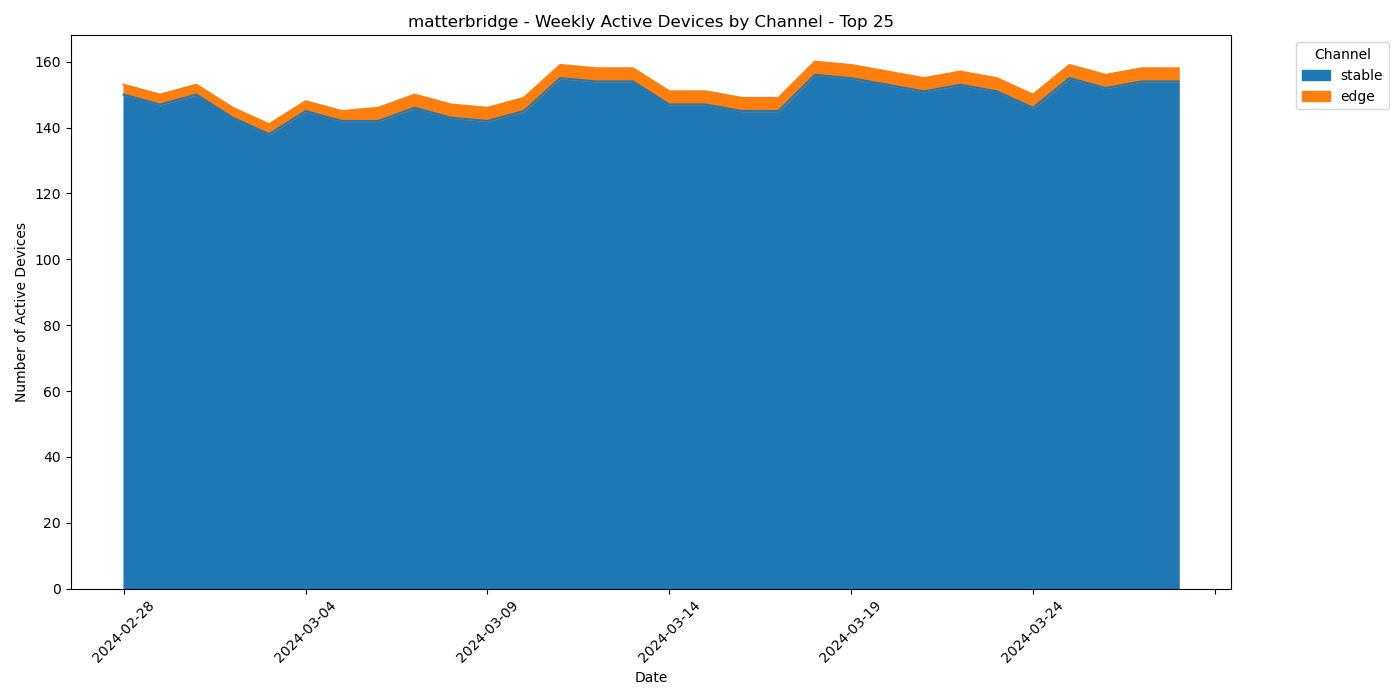 matterbridge - Weekly Active Devices by Channel - Top 25
Channel
stable
edge
Number of Active Devices
160
140
120
100
80
60
40
20
0
2024-02-28
2024-03-04
2024-03-09
2024-03-14
2024-03-19
2024-03-24
Date